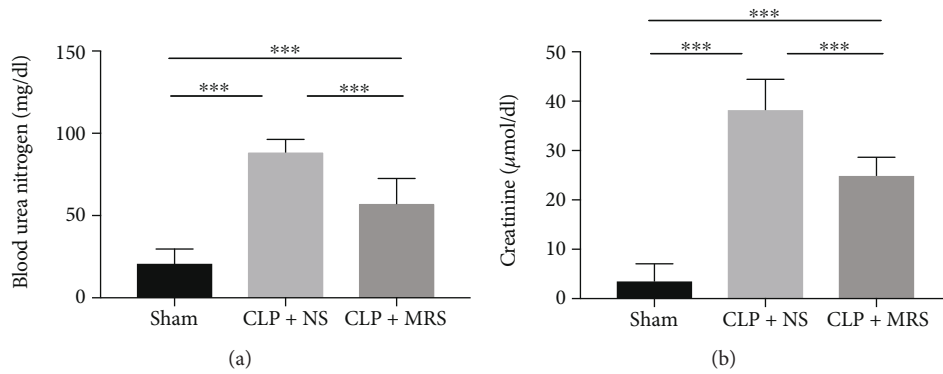 Blood urea nitrogen (mg/dl)
150
100
50
0
***
***
***
Sham
CLP + NS
CLP + MRS
(a)
Creatinine (μmol/dl)
50
40
30
20
10
0
***
***
***
Sham
CLP + NS
CLP + MRS
(b)